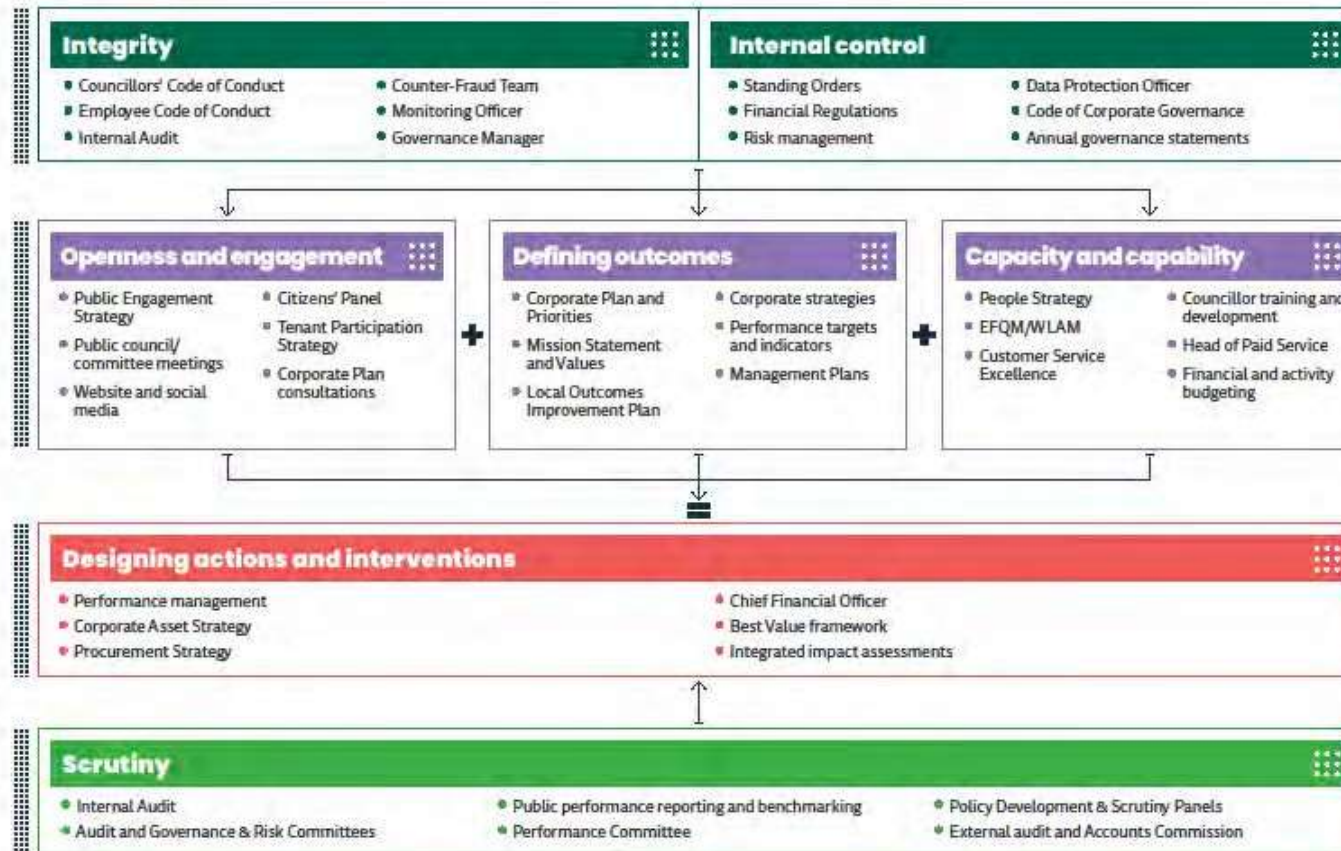 Integrity
• Councillors' Code of Conduct
• Employee Code of Conduct
• Internal Audit
• Counter-Fraud Team
• Monitoring Officer
• Governance Manager
Internal control
• Standing Orders
• Financial Regulations
• Risk management
• Data Protection Officer
• Code of Corporate Governance
• Annual governance statements
Openness and engagement
• Public Engagement
Strategy
• Public council/
committee meetings
• Website and social
media
• Citizens' Panel
• Tenant Participation
Strategy
• Corporate Plan
consultations
+
Defining outcomes
• Corporate Plan and
Priorities
• Mission Statement
and Values
• Local Outcomes
Improvement Plan
• Corporate strategies
• Performance targets
and indicators
• Management Plans
+
Capacity and capability
• People Strategy
• EFQM/WLAM
• Customer Service
Excellence
• Councillor training and
development
• Head of Paid Service
• Financial and activity
budgeting
=
Designing actions and interventions
• Performance management
• Corporate Asset Strategy
• Procurement Strategy
• Chief Financial Officer
• Best Value framework
• Integrated impact assessments
Scrutiny
• Internal Audit
• Audit and Governance & Risk Committees
• Public performance reporting and benchmarking
• Performance Committee
• Policy Development & Scrutiny Panels
• External audit and Accounts Commission